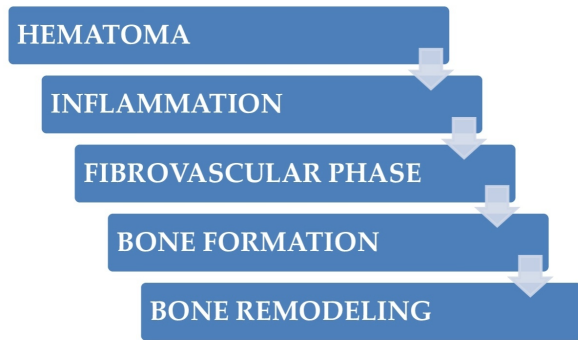 HEMATOMA
INFLAMMATION
FIBROVASCULAR PHASE
BONE FORMATION
BONE REMODELING